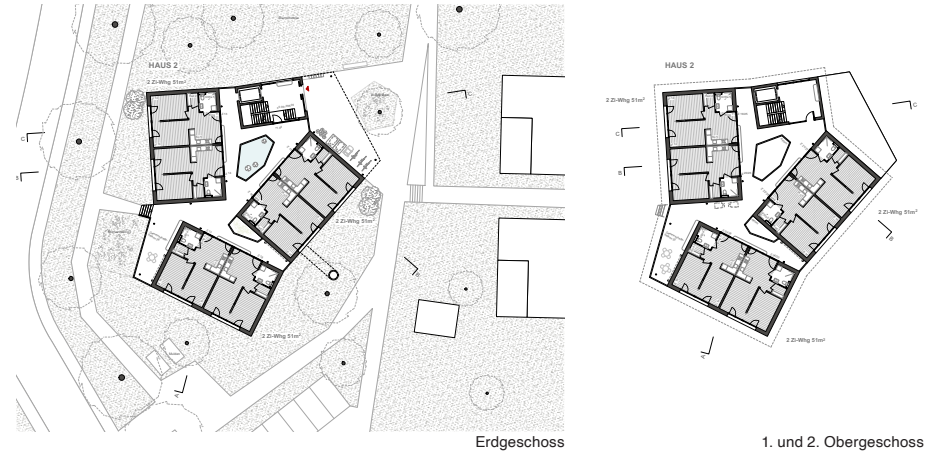 HAUS 2
2 Zi-Whg 51m²
C
C
B
2 Zi-Whg 51m²
B
2 Zi-Whg 51m²
A
Erdgeschoss
HAUS 2
2 Zi-Whg 51m²
C
C
B
2 Zi-Whg 51m²
B
2 Zi-Whg 51m²
A
1. und 2. Obergeschoss